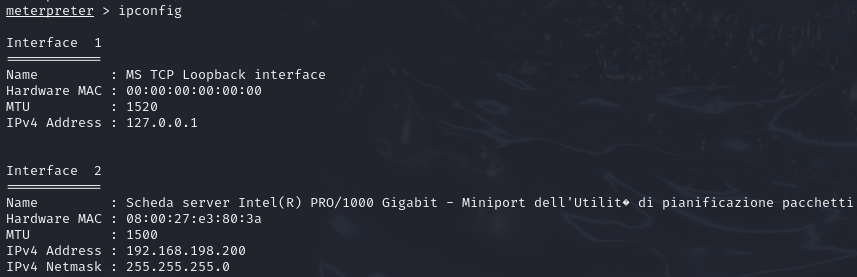 meterpreter > ipconfig
Interface  1
============
Name         : MS TCP Loopback interface
Hardware MAC : 00:00:00:00:00:00
MTU          : 1520
IPv4 Address : 127.0.0.1
Interface  2
============
Name         : Scheda server Intel(R) PRO/1000 Gigabit - Miniport dell'Utilit� di pianificazione pacchetti
Hardware MAC : 08:00:27:e3:80:3a
MTU          : 1500
IPv4 Address : 192.168.198.200
IPv4 Netmask : 255.255.255.0